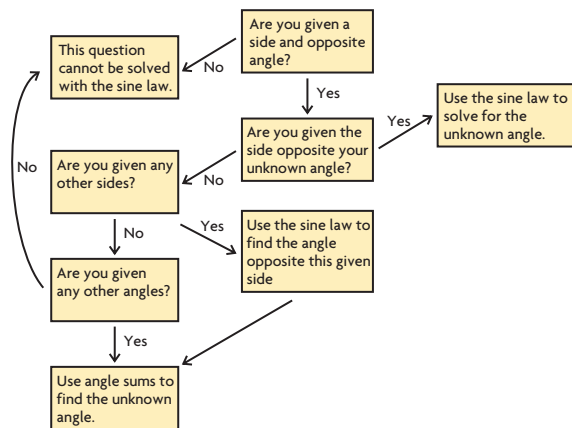 Are you given a
side and opposite
angle?
This question
cannot be solved
with the sine law.
No
Yes
Are you given the
side opposite your
unknown angle?
Yes
Use the sine law to
solve for the
unknown angle.
No
Are you given any
other sides?
No
Yes
Use the sine law to
find the angle
opposite this given
side
No
Are you given
any other angles?
Yes
Use angle sums to
find the unknown
angle.